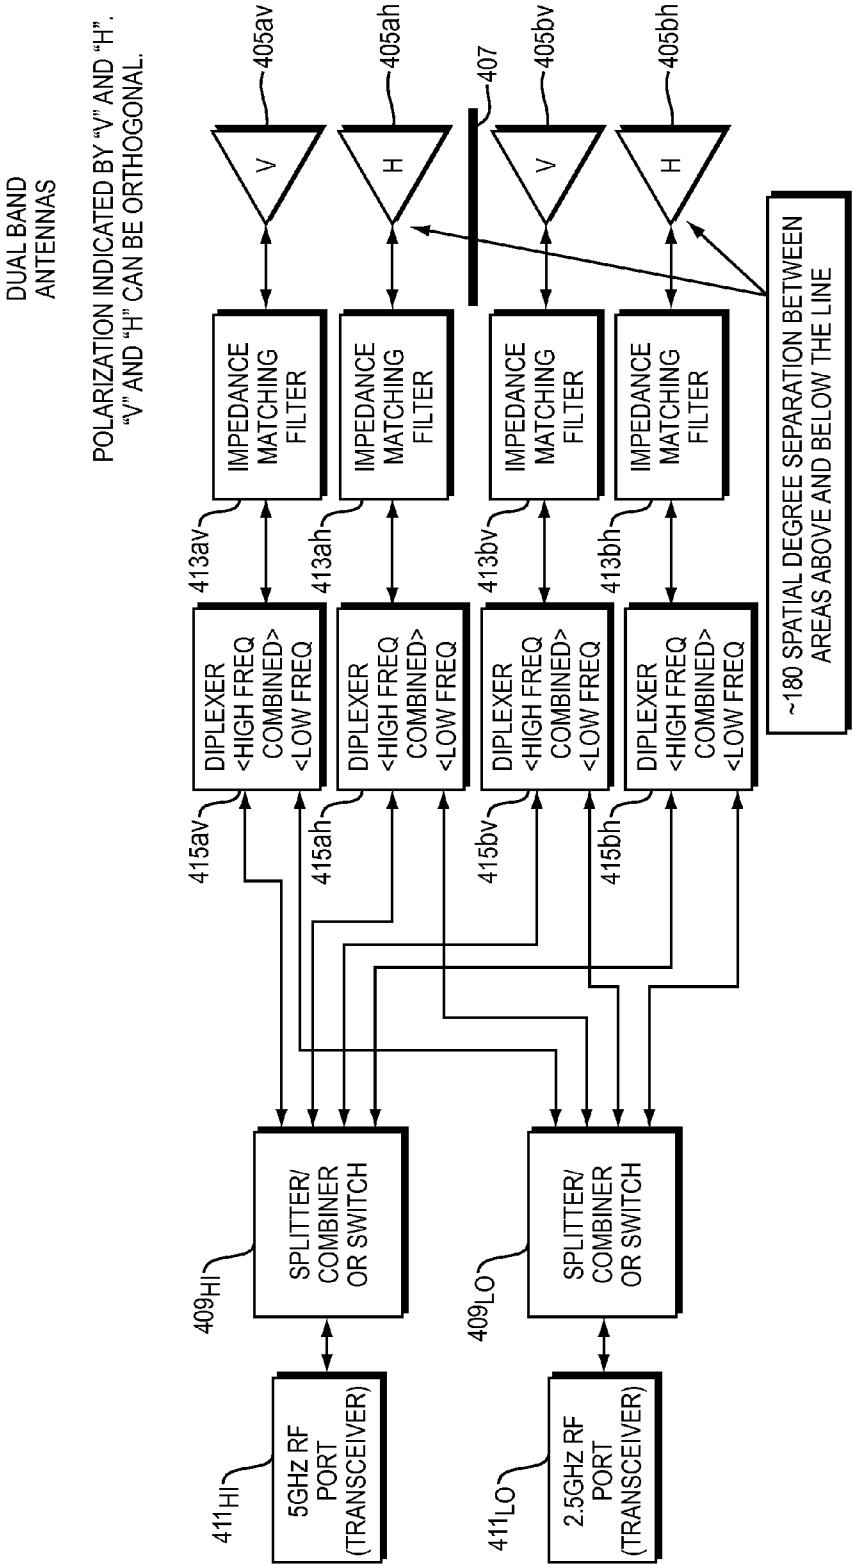 DUAL BAND
ANTENNAS
POLARIZATION INDICATED BY “V” AND “H”.
“V” AND “H” CAN BE ORTHOGONAL.
411HI
5GHz RF
PORT
(TRANSCEIVER)
409HI
SPLITTER/
COMBINER
OR SWITCH
411LO
2.5GHz RF
PORT
(TRANSCEIVER)
409LO
SPLITTER/
COMBINER
OR SWITCH
415av
DIPLEXER
<HIGH FREQ
COMBINED>
<LOW FREQ
413av
IMPEDANCE
MATCHING
FILTER
V
405av
415ah
DIPLEXER
<HIGH FREQ
COMBINED>
<LOW FREQ
413ah
IMPEDANCE
MATCHING
FILTER
H
405ah
407
415bv
DIPLEXER
<HIGH FREQ
COMBINED>
<LOW FREQ
413bv
IMPEDANCE
MATCHING
FILTER
V
405bv
415bh
DIPLEXER
<HIGH FREQ
COMBINED>
<LOW FREQ
413bh
IMPEDANCE
MATCHING
FILTER
H
405bh
~180 SPATIAL DEGREE SEPARATION BETWEEN
AREAS ABOVE AND BELOW THE LINE